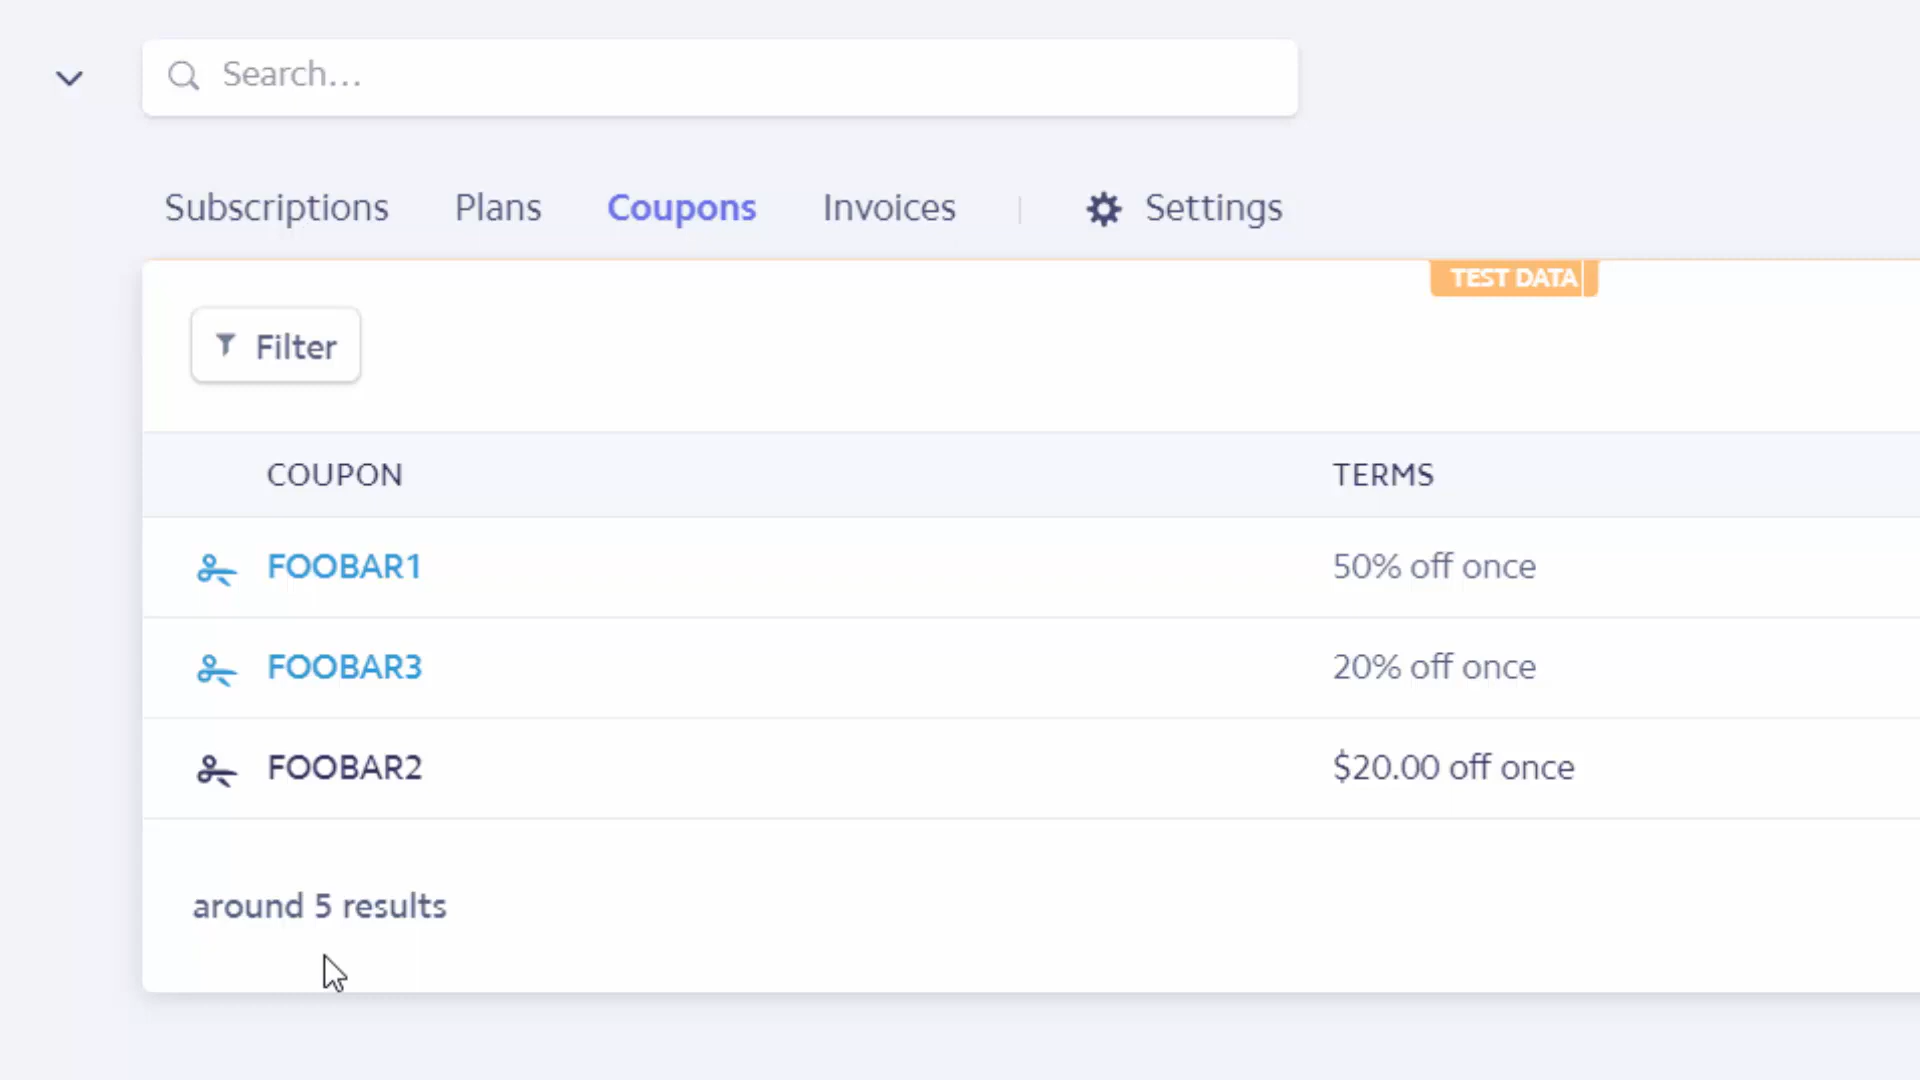 Search...
Subscriptions Plans Coupons Invoices Settings
TEST DATA
Filter
COUPON TERMS
FOOBAR1 50% off once
FOOBAR3 20% off once
FOOBAR2 $20.00 off once
around 5 results